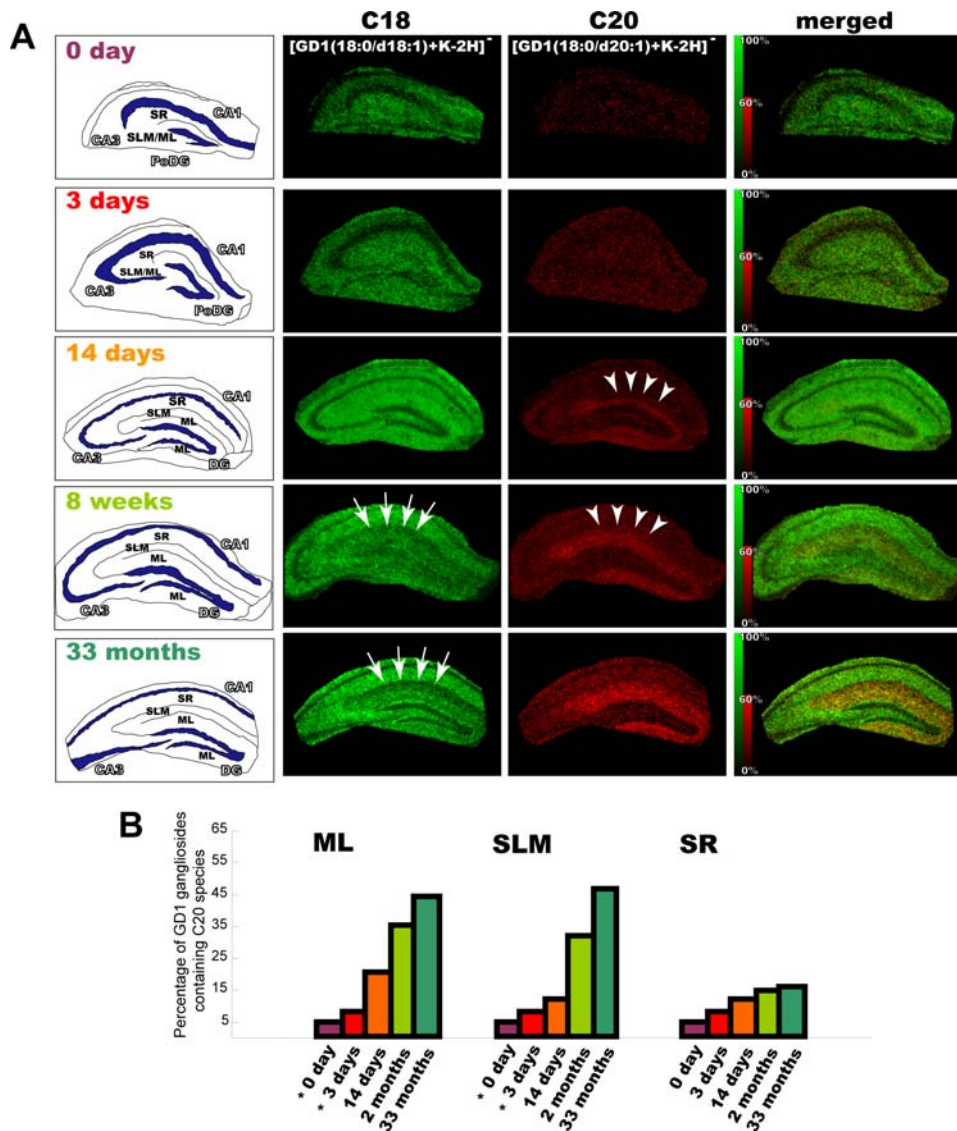 A
C18
C20
merged
0 day
[GD1(18:0/d18:1)+K-2H]⁻
[GD1(18:0/d20:1)+K-2H]⁻
100%
60%
0%
SR
CA1
CA3
SLM/ML
PoDG
3 days
100%
60%
0%
SR
CA1
SLM/ML
CA3
PoDG
14 days
100%
60%
0%
SR
CA1
SLM
ML
ML
CA3
DG
8 weeks
100%
60%
0%
SR
CA1
SLM
ML
ML
CA3
DG
33 months
100%
60%
0%
CA1
SR
SLM
ML
ML
CA3
DG
B
ML
SLM
SR
Percentage of GD1 gangliosides
containing C20 species
65
55
45
35
25
15
5
* 0 day
* 3 days
14 days
2 months
33 months
* 0 day
* 3 days
14 days
2 months
33 months
0 day
3 days
14 days
2 months
33 months